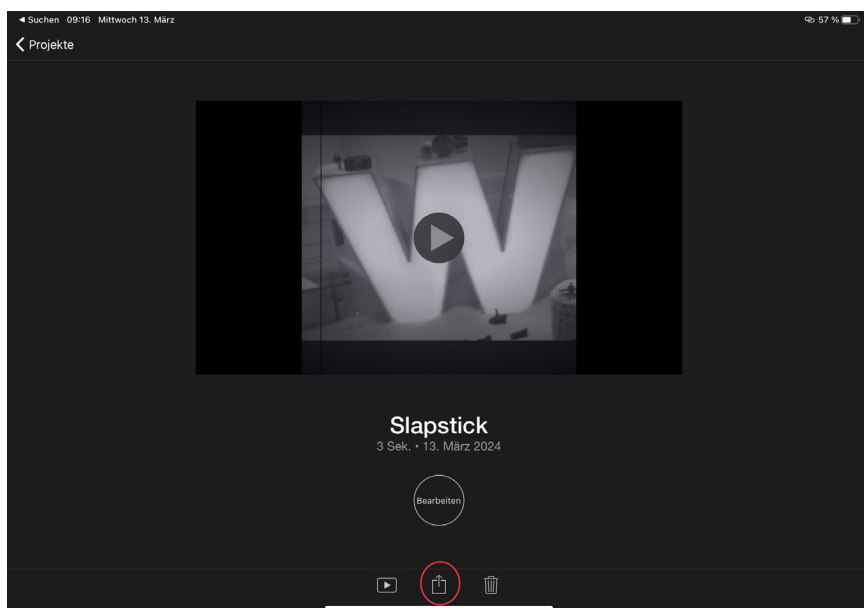 ◀ Suchen 09:16 Mittwoch 13. März 57 %
Projekte
W
Slapstick
3 Sek. • 13. März 2024
Bearbeiten